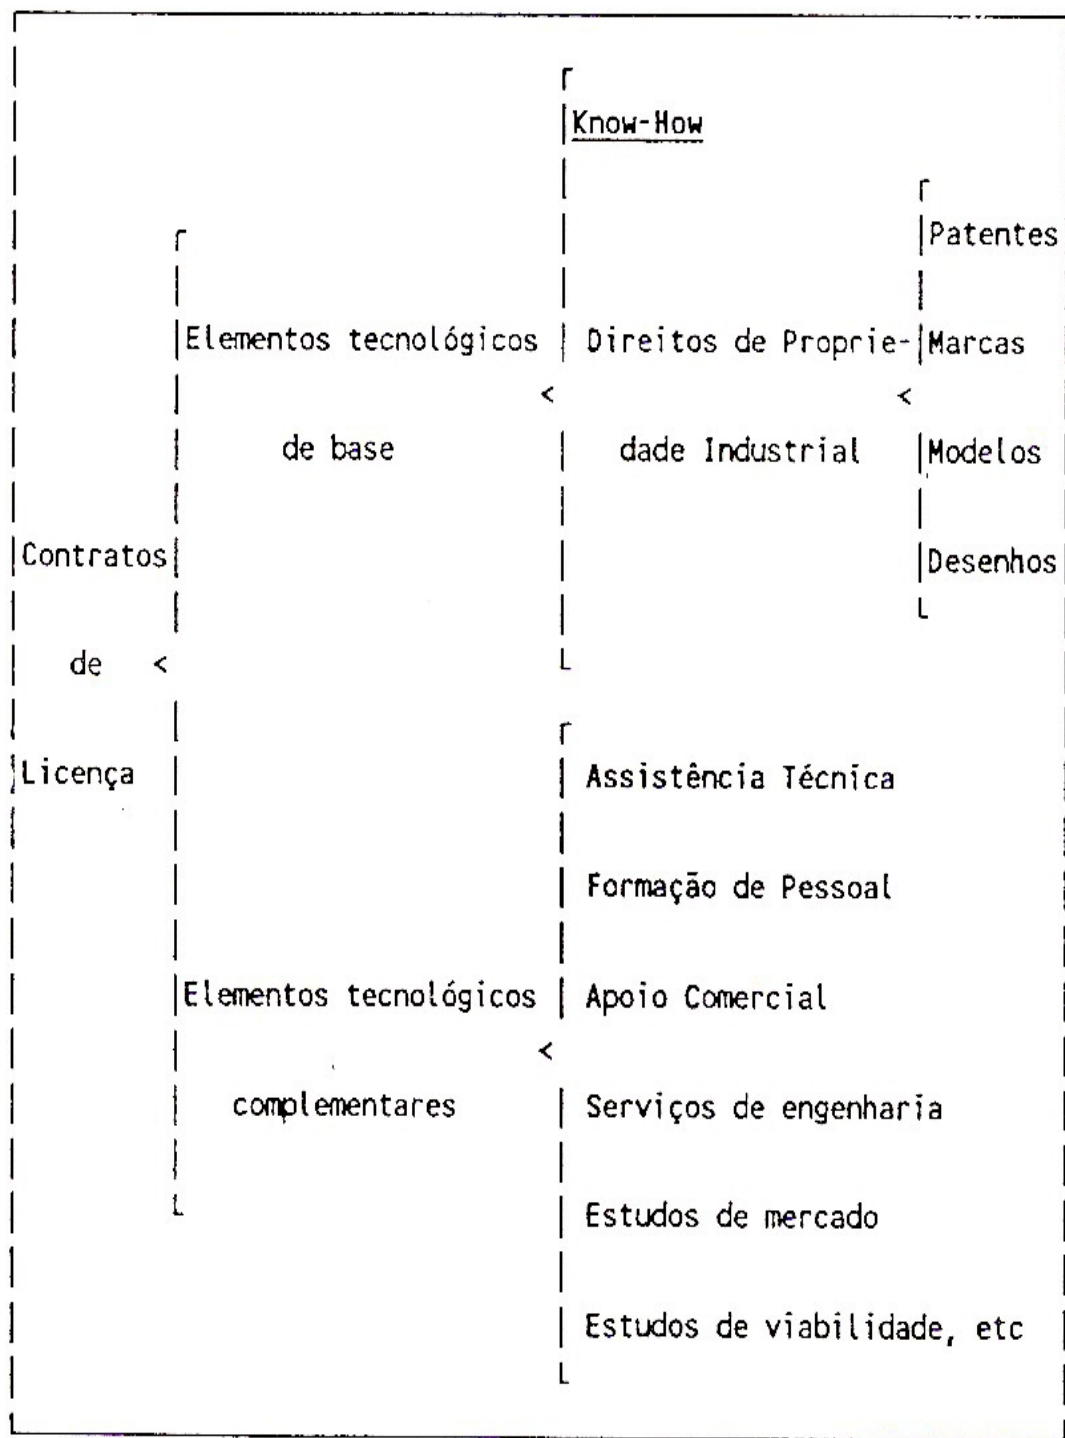 Know-How
Patentes
Elementos tecnológicos Direitos de Proprie- Marcas
de base dade Industrial Modelos
Contratos Desenhos
de
Licença Assistência Técnica
Formação de Pessoal
Elementos tecnológicos Apoio Comercial
complementares Serviços de engenharia
Estudos de mercado
Estudos de viabilidade, etc